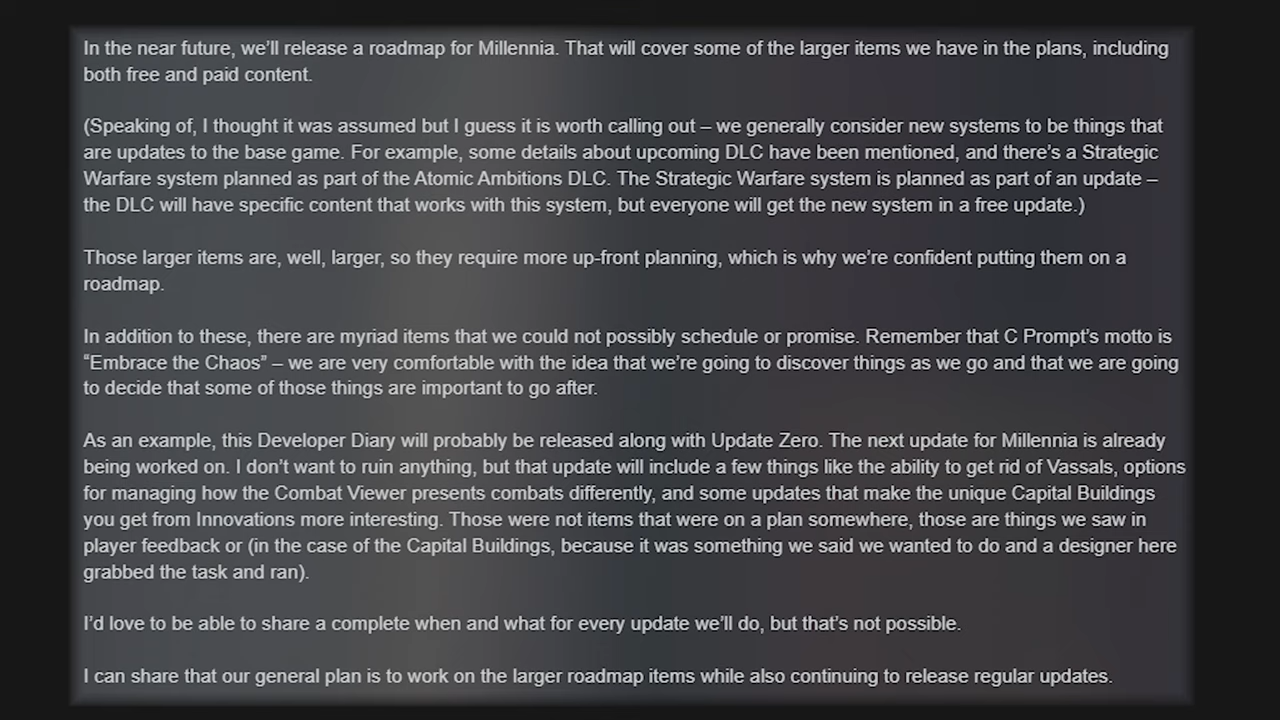 In the near future, we’ll release a roadmap for Millennia. That will cover some of the larger items we have in the plans, including
both free and paid content.
(Speaking of, I thought it was assumed but I guess it is worth calling out – we generally consider new systems to be things that
are updates to the base game. For example, some details about upcoming DLC have been mentioned, and there’s a Strategic
Warfare system planned as part of the Atomic Ambitions DLC. The Strategic Warfare system is planned as part of an update –
the DLC will have specific content that works with this system, but everyone will get the new system in a free update.)
Those larger items are, well, larger, so they require more up-front planning, which is why we’re confident putting them on a
roadmap.
In addition to these, there are myriad items that we could not possibly schedule or promise. Remember that C Prompt’s motto is
“Embrace the Chaos” – we are very comfortable with the idea that we’re going to discover things as we go and that we are going
to decide that some of those things are important to go after.
As an example, this Developer Diary will probably be released along with Update Zero. The next update for Millennia is already
being worked on. I don’t want to ruin anything, but that update will include a few things like the ability to get rid of Vassals, options
for managing how the Combat Viewer presents combats differently, and some updates that make the unique Capital Buildings
you get from Innovations more interesting. Those were not items that were on a plan somewhere, those are things we saw in
player feedback or (in the case of the Capital Buildings, because it was something we said we wanted to do and a designer here
grabbed the task and ran).
I’d love to be able to share a complete when and what for every update we’ll do, but that’s not possible.
I can share that our general plan is to work on the larger roadmap items while also continuing to release regular updates.